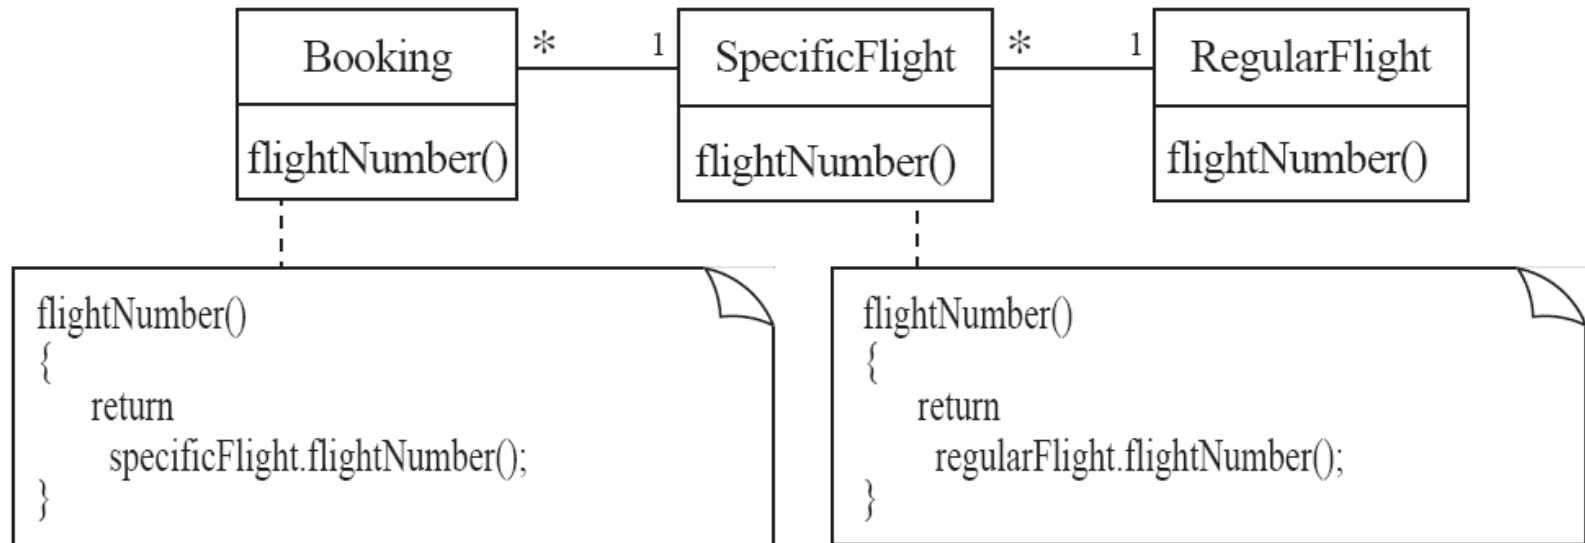 Booking
* 1
SpecificFlight
* 1
RegularFlight
flightNumber()
flightNumber()
flightNumber()
flightNumber()
{
return
specificFlight.flightNumber();
}
flightNumber()
{
return
regularFlight.flightNumber();
}